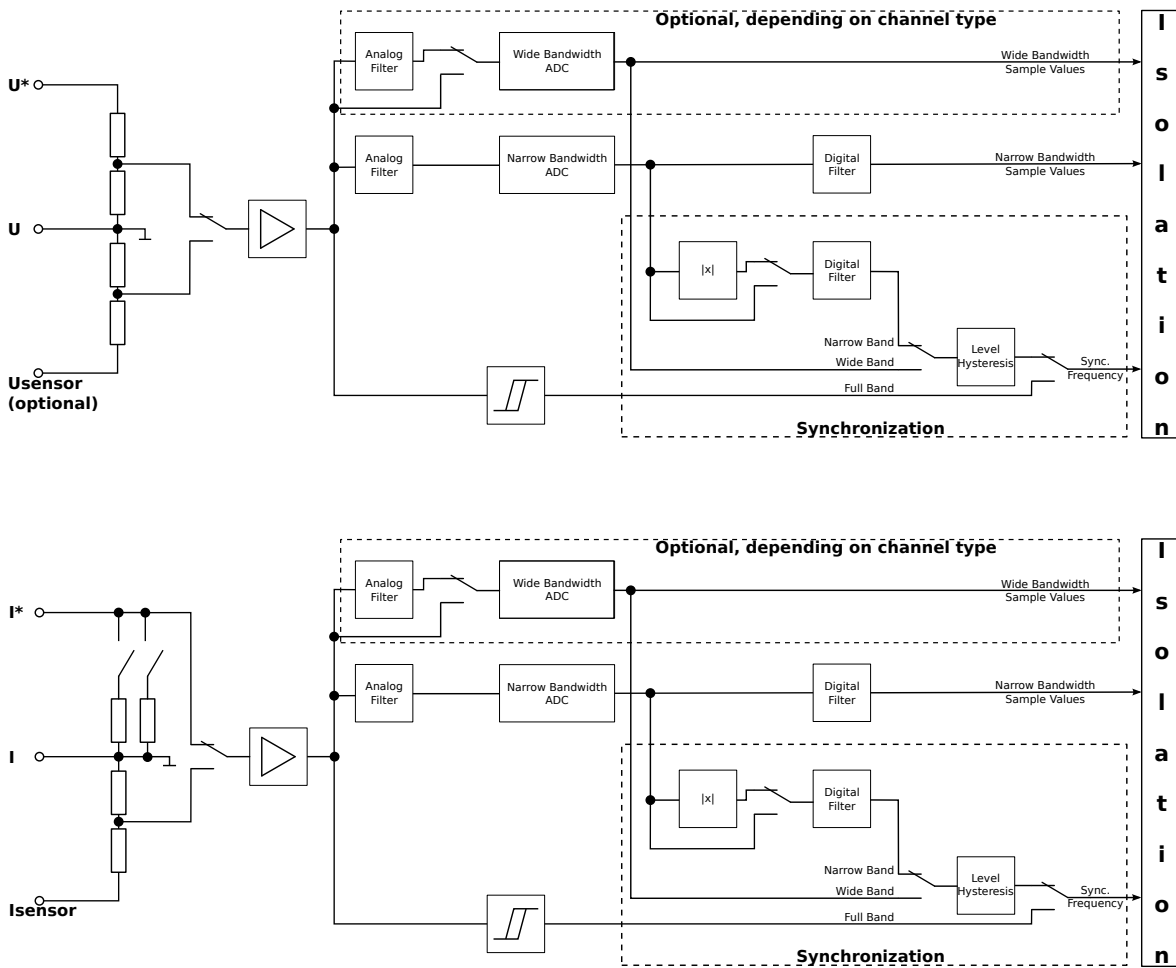 Optional, depending on channel type
Analog
Filter
Wide Bandwidth
ADC
Wide Bandwidth
Sample Values
U*
Analog
Filter
Narrow Bandwidth
ADC
Digital
Filter
Narrow Bandwidth
Sample Values
U
|x|
Digital
Filter
Narrow Band
Wide Band
Full Band
Level
Hysteresis
Sync.
Frequency
Usensor
(optional)
Synchronization
I
s
o
l
a
t
i
o
n
Optional, depending on channel type
Analog
Filter
Wide Bandwidth
ADC
Wide Bandwidth
Sample Values
I*
Analog
Filter
Narrow Bandwidth
ADC
Digital
Filter
Narrow Bandwidth
Sample Values
I
|x|
Digital
Filter
Narrow Band
Wide Band
Full Band
Level
Hysteresis
Sync.
Frequency
Isensor
Synchronization
I
s
o
l
a
t
i
o
n